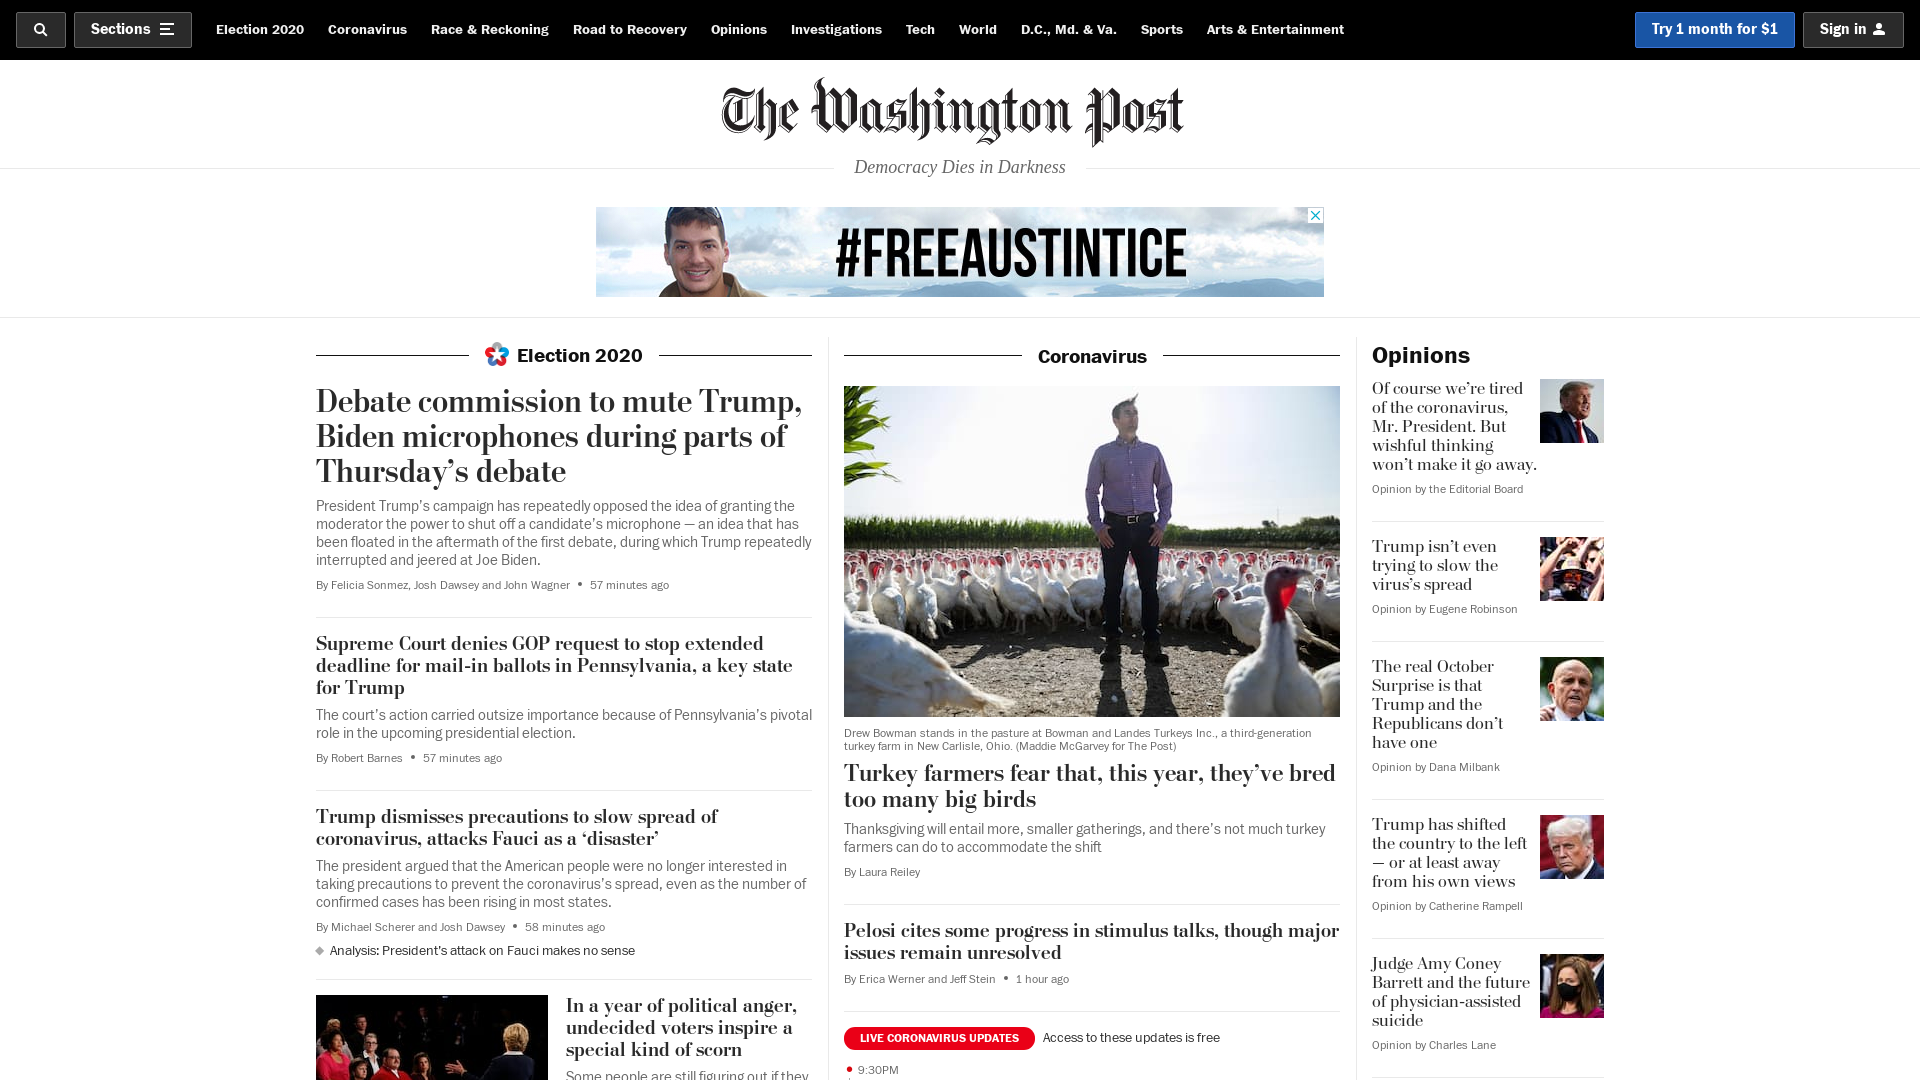 Sections
Election 2020
Coronavirus
Race & Reckoning
Road to Recovery
Opinions
Investigations
Tech
World
D.C., Md. & Va.
Sports
Arts & Entertainment
Try 1 month for $1
Sign in
The Washington Post
Democracy Dies in Darkness
#FREEAUSTINTICE
Election 2020
Debate commission to mute Trump,
Biden microphones during parts of
Thursday’s debate
President Trump’s campaign has repeatedly opposed the idea of granting the
moderator the power to shut off a candidate’s microphone — an idea that has
been floated in the aftermath of the first debate, during which Trump repeatedly
interrupted and jeered at Joe Biden.
By Felicia Sonmez, Josh Dawsey and John Wagner • 57 minutes ago
Supreme Court denies GOP request to stop extended
deadline for mail-in ballots in Pennsylvania, a key state
for Trump
The court’s action carried outsize importance because of Pennsylvania’s pivotal
role in the upcoming presidential election.
By Robert Barnes • 57 minutes ago
Trump dismisses precautions to slow spread of
coronavirus, attacks Fauci as a ‘disaster’
The president argued that the American people were no longer interested in
taking precautions to prevent the coronavirus’s spread, even as the number of
confirmed cases has been rising in most states.
By Michael Scherer and Josh Dawsey • 58 minutes ago
Analysis: President’s attack on Fauci makes no sense
In a year of political anger,
undecided voters inspire a
special kind of scorn
Some people are still figuring out if they
Coronavirus
Drew Bowman stands in the pasture at Bowman and Landes Turkeys Inc., a third-generation
turkey farm in New Carlisle, Ohio. (Maddie McGarvey for The Post)
Turkey farmers fear that, this year, they’ve bred
too many big birds
Thanksgiving will entail more, smaller gatherings, and there’s not much turkey
farmers can do to accommodate the shift
By Laura Reiley
Pelosi cites some progress in stimulus talks, though major
issues remain unresolved
By Erica Werner and Jeff Stein • 1 hour ago
LIVE CORONAVIRUS UPDATES Access to these updates is free
9:30PM
Opinions
Of course we’re tired
of the coronavirus,
Mr. President. But
wishful thinking
won’t make it go away.
Opinion by the Editorial Board
Trump isn’t even
trying to slow the
virus’s spread
Opinion by Eugene Robinson
The real October
Surprise is that
Trump and the
Republicans don’t
have one
Opinion by Dana Milbank
Trump has shifted
the country to the left
— or at least away
from his own views
Opinion by Catherine Rampell
Judge Amy Coney
Barrett and the future
of physician-assisted
suicide
Opinion by Charles Lane